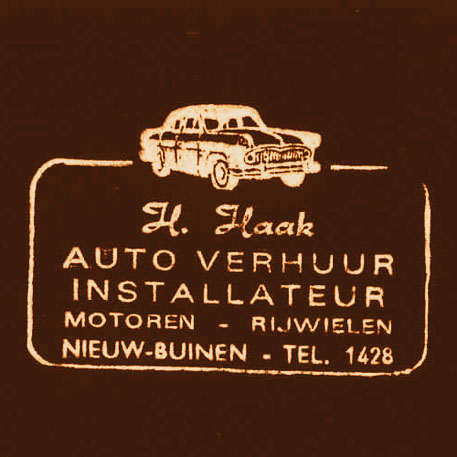 H. Haak
AUTO VERHUUR
INSTALLATEUR
MOTOREN - RIJWIELEN
NIEUW-BUINEN - TEL. 1428